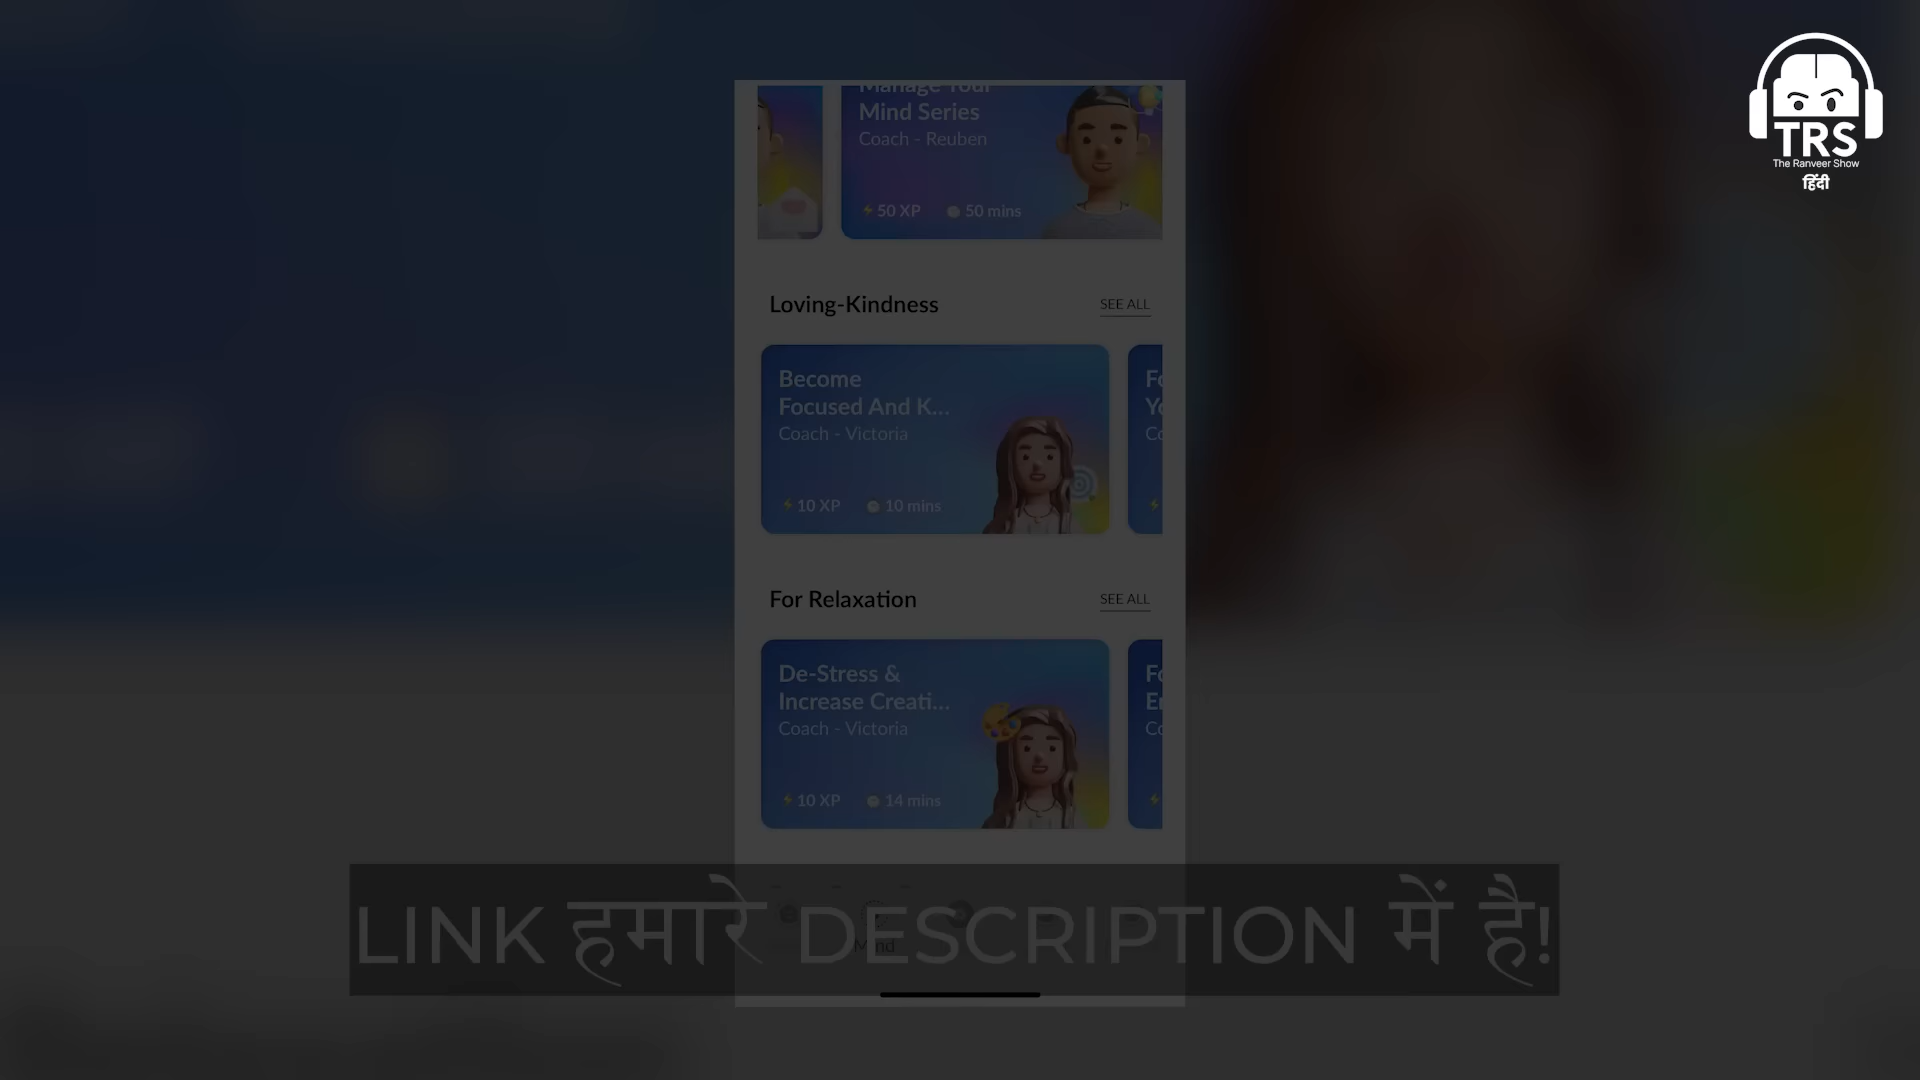 TRS
The Ranveer Show
हिंदी
Manage Your
Mind Series
Coach - Reuben
50 XP 50 mins
Loving-Kindness SEE ALL
Become
Focused And K...
Coach - Victoria
10 XP 10 mins
For Relaxation SEE ALL
De-Stress &
Increase Creati...
Coach - Victoria
10 XP 14 mins
LINK हमारे DESCRIPTION में है!